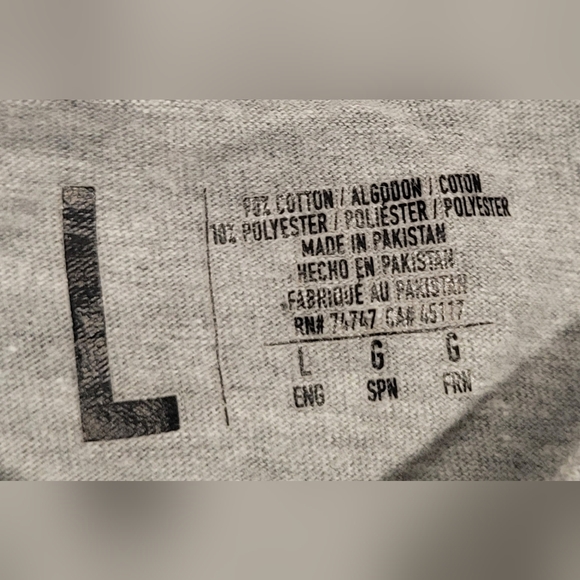 L
90% COTTON / ALGODON / COTON
10% POLYESTER / POLIÉSTER / POLYESTER
MADE IN PAKISTAN
HECHO EN PAKISTAN
FABRIQUÉ AU PAKISTAN
RN# 74747 CA# 45117
L G G
ENG SPN FRN